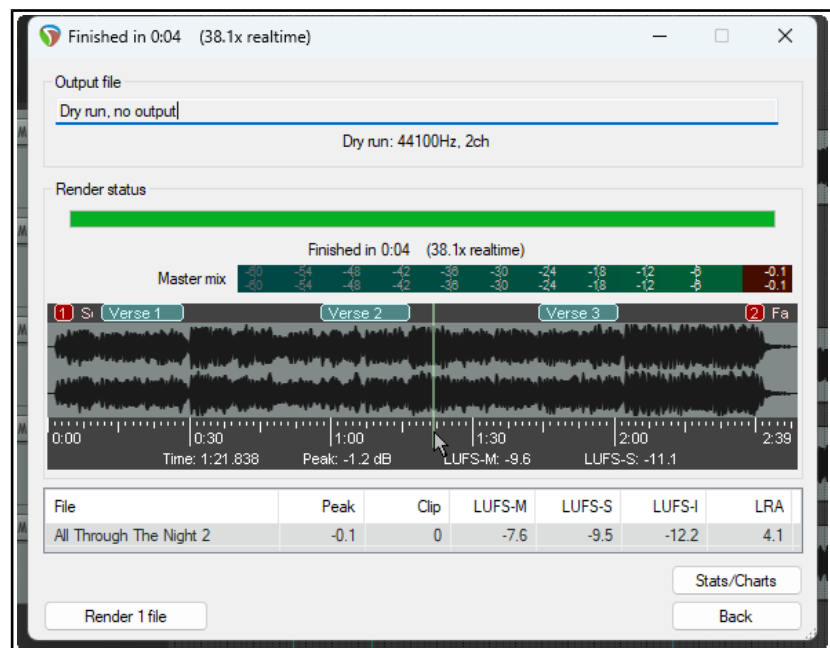 Finished in 0:04 (38.1x realtime)
Output file
Dry run, no output
Dry run: 44100Hz, 2ch
Render status
Finished in 0:04 (38.1x realtime)
Master mix -60 -54 -48 -42 -36 -30 -24 -18 -12 -6 -0.1
-60 -54 -48 -42 -36 -30 -24 -18 -12 -6 -0.1
1 Verse 1 Verse 2 Verse 3 2 Fa
0:00 0:30 1:00 1:30 2:00 2:39
Time: 1:21.838 Peak: -1.2 dB LUFS-M: -9.6 LUFS-S: -11.1
File Peak Clip LUFS-M LUFS-S LUFS-I LRA
All Through The Night 2 -0.1 0 -7.6 -9.5 -12.2 4.1
Stats/Charts
Render 1 file Back